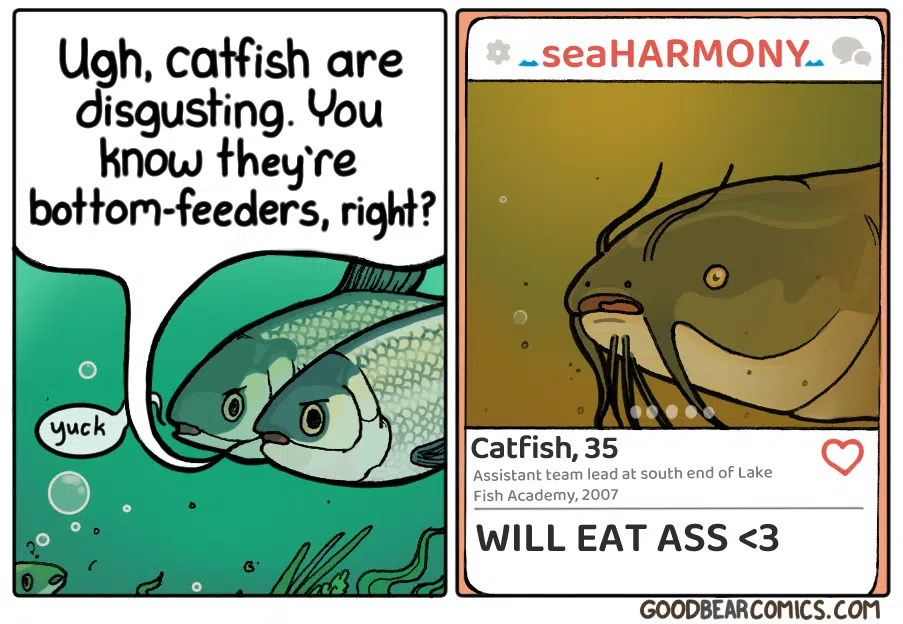 Ugh, catfish are
disgusting. You
know they're
bottom-feeders, right?
yuck
?
seaHARMONY
Catfish, 35
Assistant team lead at south end of Lake
Fish Academy, 2007
WILL EAT ASS <3
GOODBEARCOMICS.COM